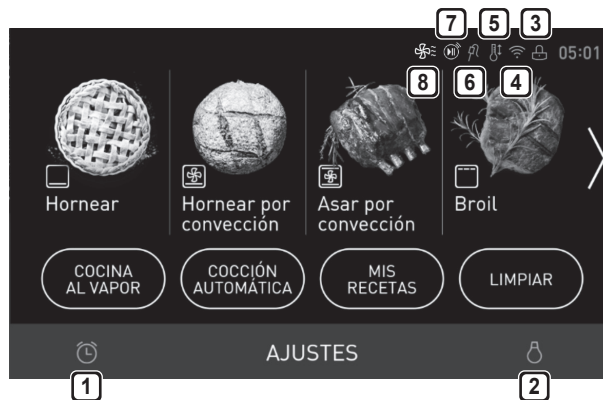 7 5 3
05:01
8 6 4
Hornear
Hornear por
convección
Asar por
convección
Broil
COCINA
AL VAPOR
COCCIÓN
AUTOMÁTICA
MIS
RECETAS
LIMPIAR
AJUSTES
1 2